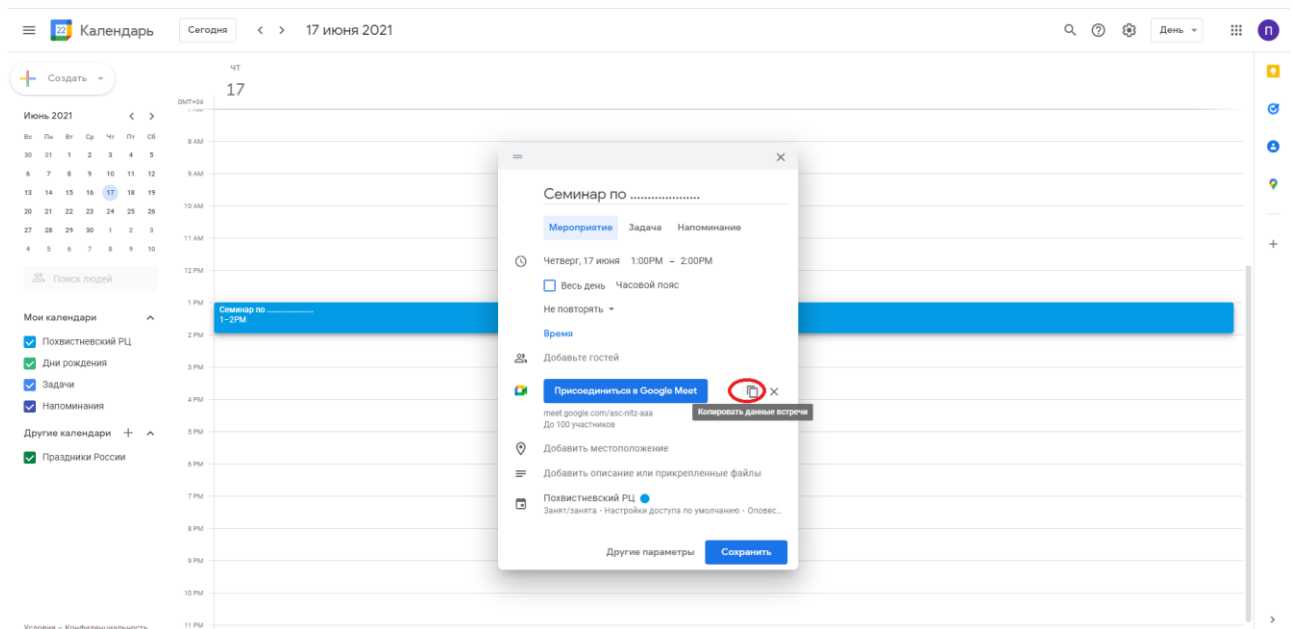 22 Календарь Сегодня 17 июня 2021 День П
Создать
ЧТ
17
GMT+04
Июнь 2021
Вс Пн Вт Ср Чт Пт Сб
30 31 1 2 3 4 5
6 7 8 9 10 11 12
13 14 15 16 17 18 19
20 21 22 23 24 25 26
27 28 29 30 1 2 3
4 5 6 7 8 9 10
Поиск людей
Мои календари
Похвистневский РЦ
Дни рождения
Задачи
Напоминания
Другие календари
Праздники России
8 AM
9 AM
10 AM
11 AM
12 PM
1 PM
2 PM
3 PM
4 PM
5 PM
6 PM
7 PM
8 PM
9 PM
10 PM
11 PM
Семинар по ....................
1–2PM
Семинар по ....................
Мероприятие Задача Напоминание
Четверг, 17 июня 1:00PM – 2:00PM
Весь день Часовой пояс
Не повторять
Время
Добавьте гостей
Присоединиться в Google Meet
Копировать данные встречи
meet.google.com/asc-nitz-aaa
До 100 участников
Добавить местоположение
Добавить описание или прикрепленные файлы
Похвистневский РЦ
Занят/занята · Настройки доступа по умолчанию · Оповес...
Другие параметры Сохранить
Условия – Конфиденциальность